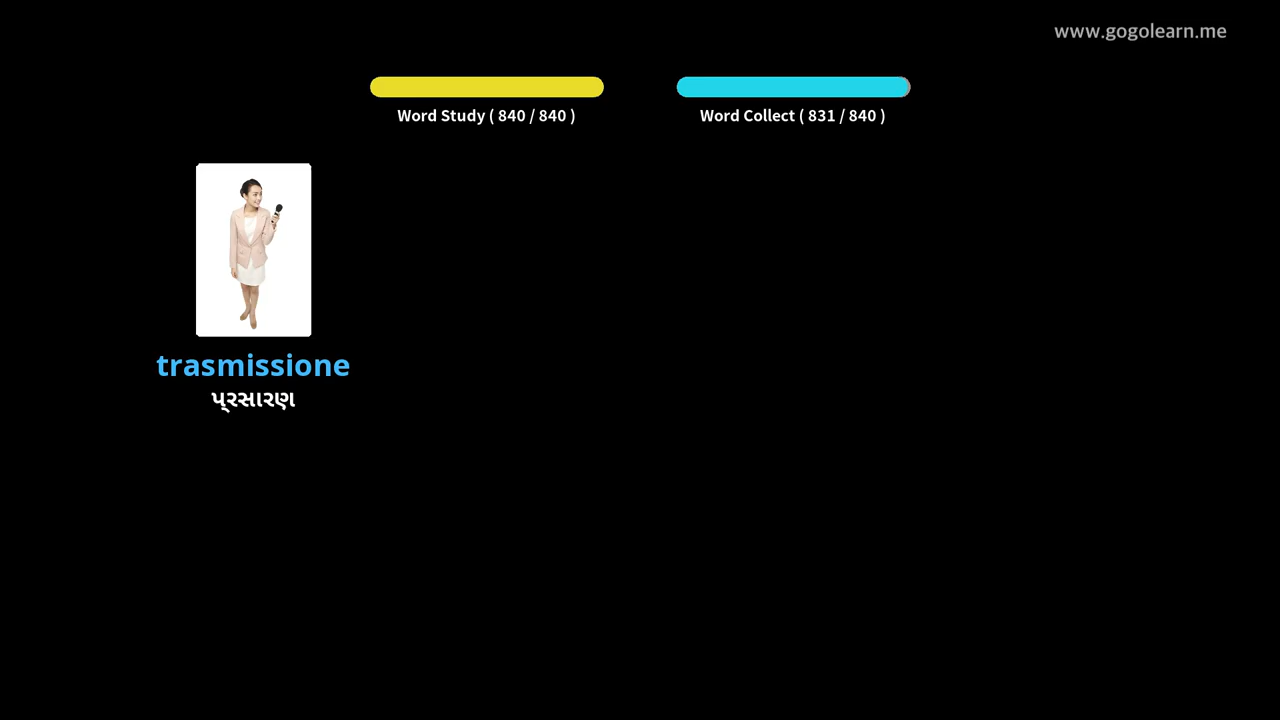 www.gogolearn.me
Word Study ( 840 / 840 )
Word Collect ( 831 / 840 )
trasmissione
પ્રસારણ